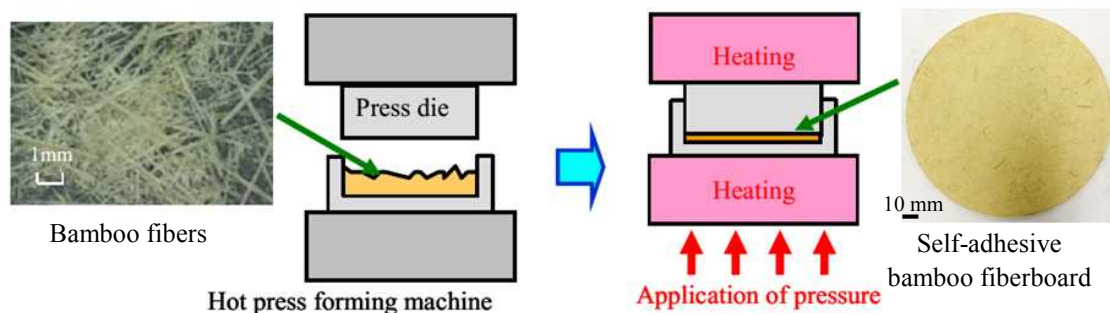 1mm
Bamboo fibers
Press die
Hot press forming machine
Heating
Heating
Application of pressure
10 mm
Self-adhesive
bamboo fiberboard